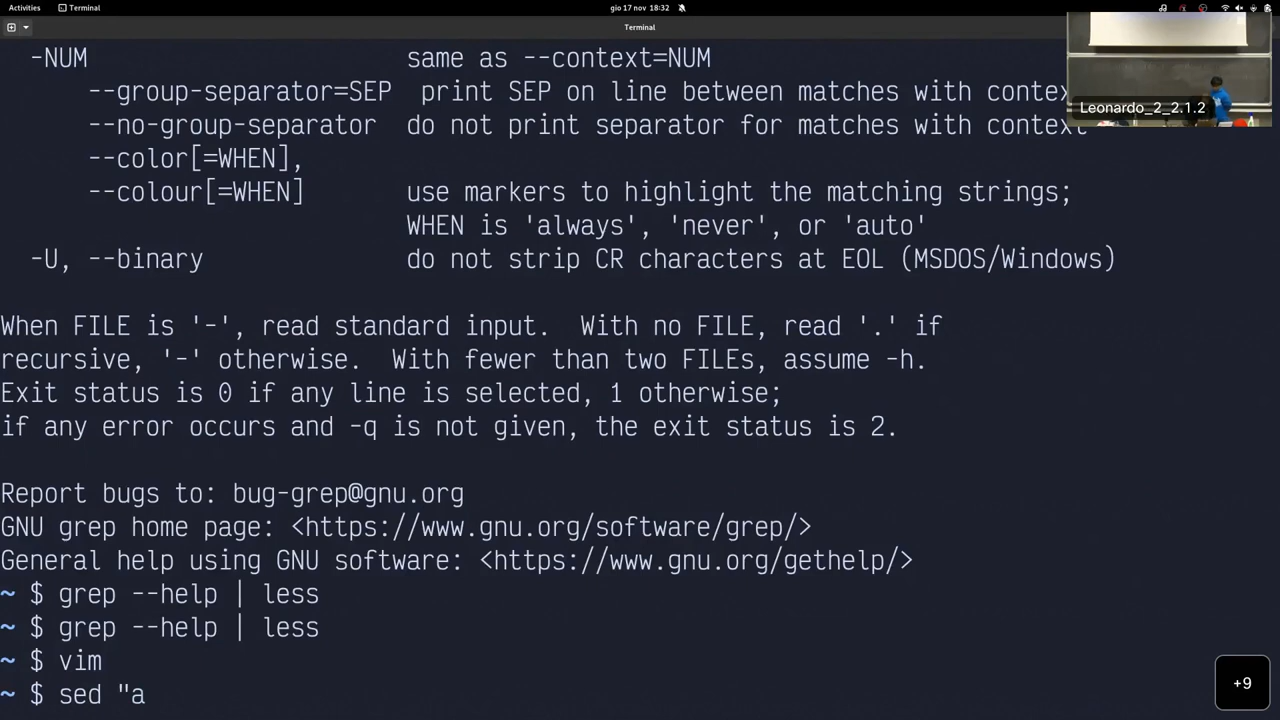 Activities
Terminal
gio 17 nov 18:32
Terminal
-NUM same as --context=NUM
--group-separator=SEP print SEP on line between matches with contex
--no-group-separator do not print separator for matches with context
--color[=WHEN],
--colour[=WHEN] use markers to highlight the matching strings;
WHEN is 'always', 'never', or 'auto'
-U, --binary do not strip CR characters at EOL (MSDOS/Windows)
When FILE is '-', read standard input. With no FILE, read '.' if
recursive, '-' otherwise. With fewer than two FILEs, assume -h.
Exit status is 0 if any line is selected, 1 otherwise;
if any error occurs and -q is not given, the exit status is 2.
Report bugs to: bug-grep@gnu.org
GNU grep home page: <https://www.gnu.org/software/grep/>
General help using GNU software: <https://www.gnu.org/gethelp/>
~ $ grep --help | less
~ $ grep --help | less
~ $ vim
~ $ sed "a
Leonardo_2_2.1.2
+9